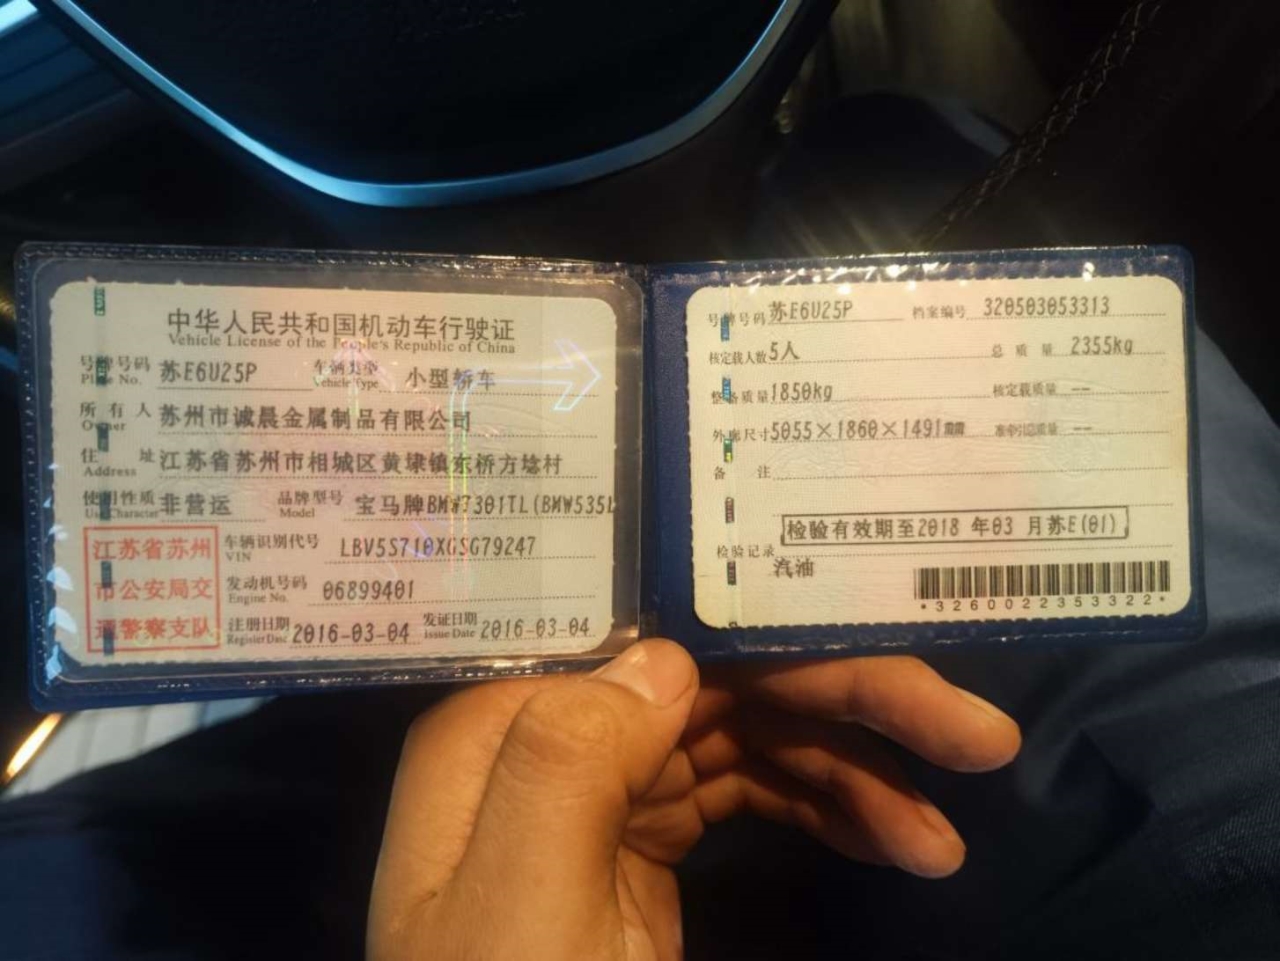 中华人民共和国机动车行驶证
Vehicle License of the People's Republic of China
号牌号码 苏E6U25P 车辆类型 小型轿车
Plate No. Vehicle Type
所有人 苏州市诚晨金属制品有限公司
Owner
住址 江苏省苏州市相城区黄埭镇东桥方埝村
Address
使用性质 非营运 品牌型号 宝马牌BMW7301TL(BMW535L
Use Character Model
江苏省苏州
市公安局交
通警察支队
车辆识别代号
VIN
发动机号码 06899401
Engine No.
注册日期 2016-03-04 发证日期 2016-03-04
Register Date Issue Date
号牌号码 苏E6U25P 档案编号 320503053313
核定载人数 5人 总质量 2355kg
整备质量 1850kg 核定载质量 --
外廓尺寸 5055×1860×1491 准牵引总质量 --
备注
检验有效期至2018 年03 月苏E(01)
检验记录
汽油
*3260022353322*